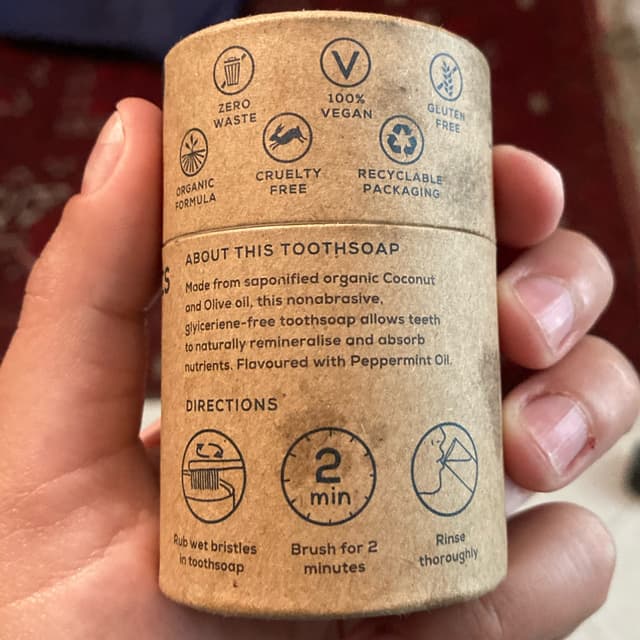 ZERO
WASTE
100%
VEGAN
GLUTEN
FREE
ORGANIC
FORMULA
CRUELTY
FREE
RECYCLABLE
PACKAGING
ABOUT THIS TOOTHSOAP
Made from saponified organic Coconut
and Olive oil, this nonabrasive,
glyciene-free toothsoap allows teeth
to naturally remineralise and absorb
nutrients. Flavoured with Peppermint Oil.
DIRECTIONS
2
min
Rub wet bristles
in toothsoap
Brush for 2
minutes
Rinse
thoroughly